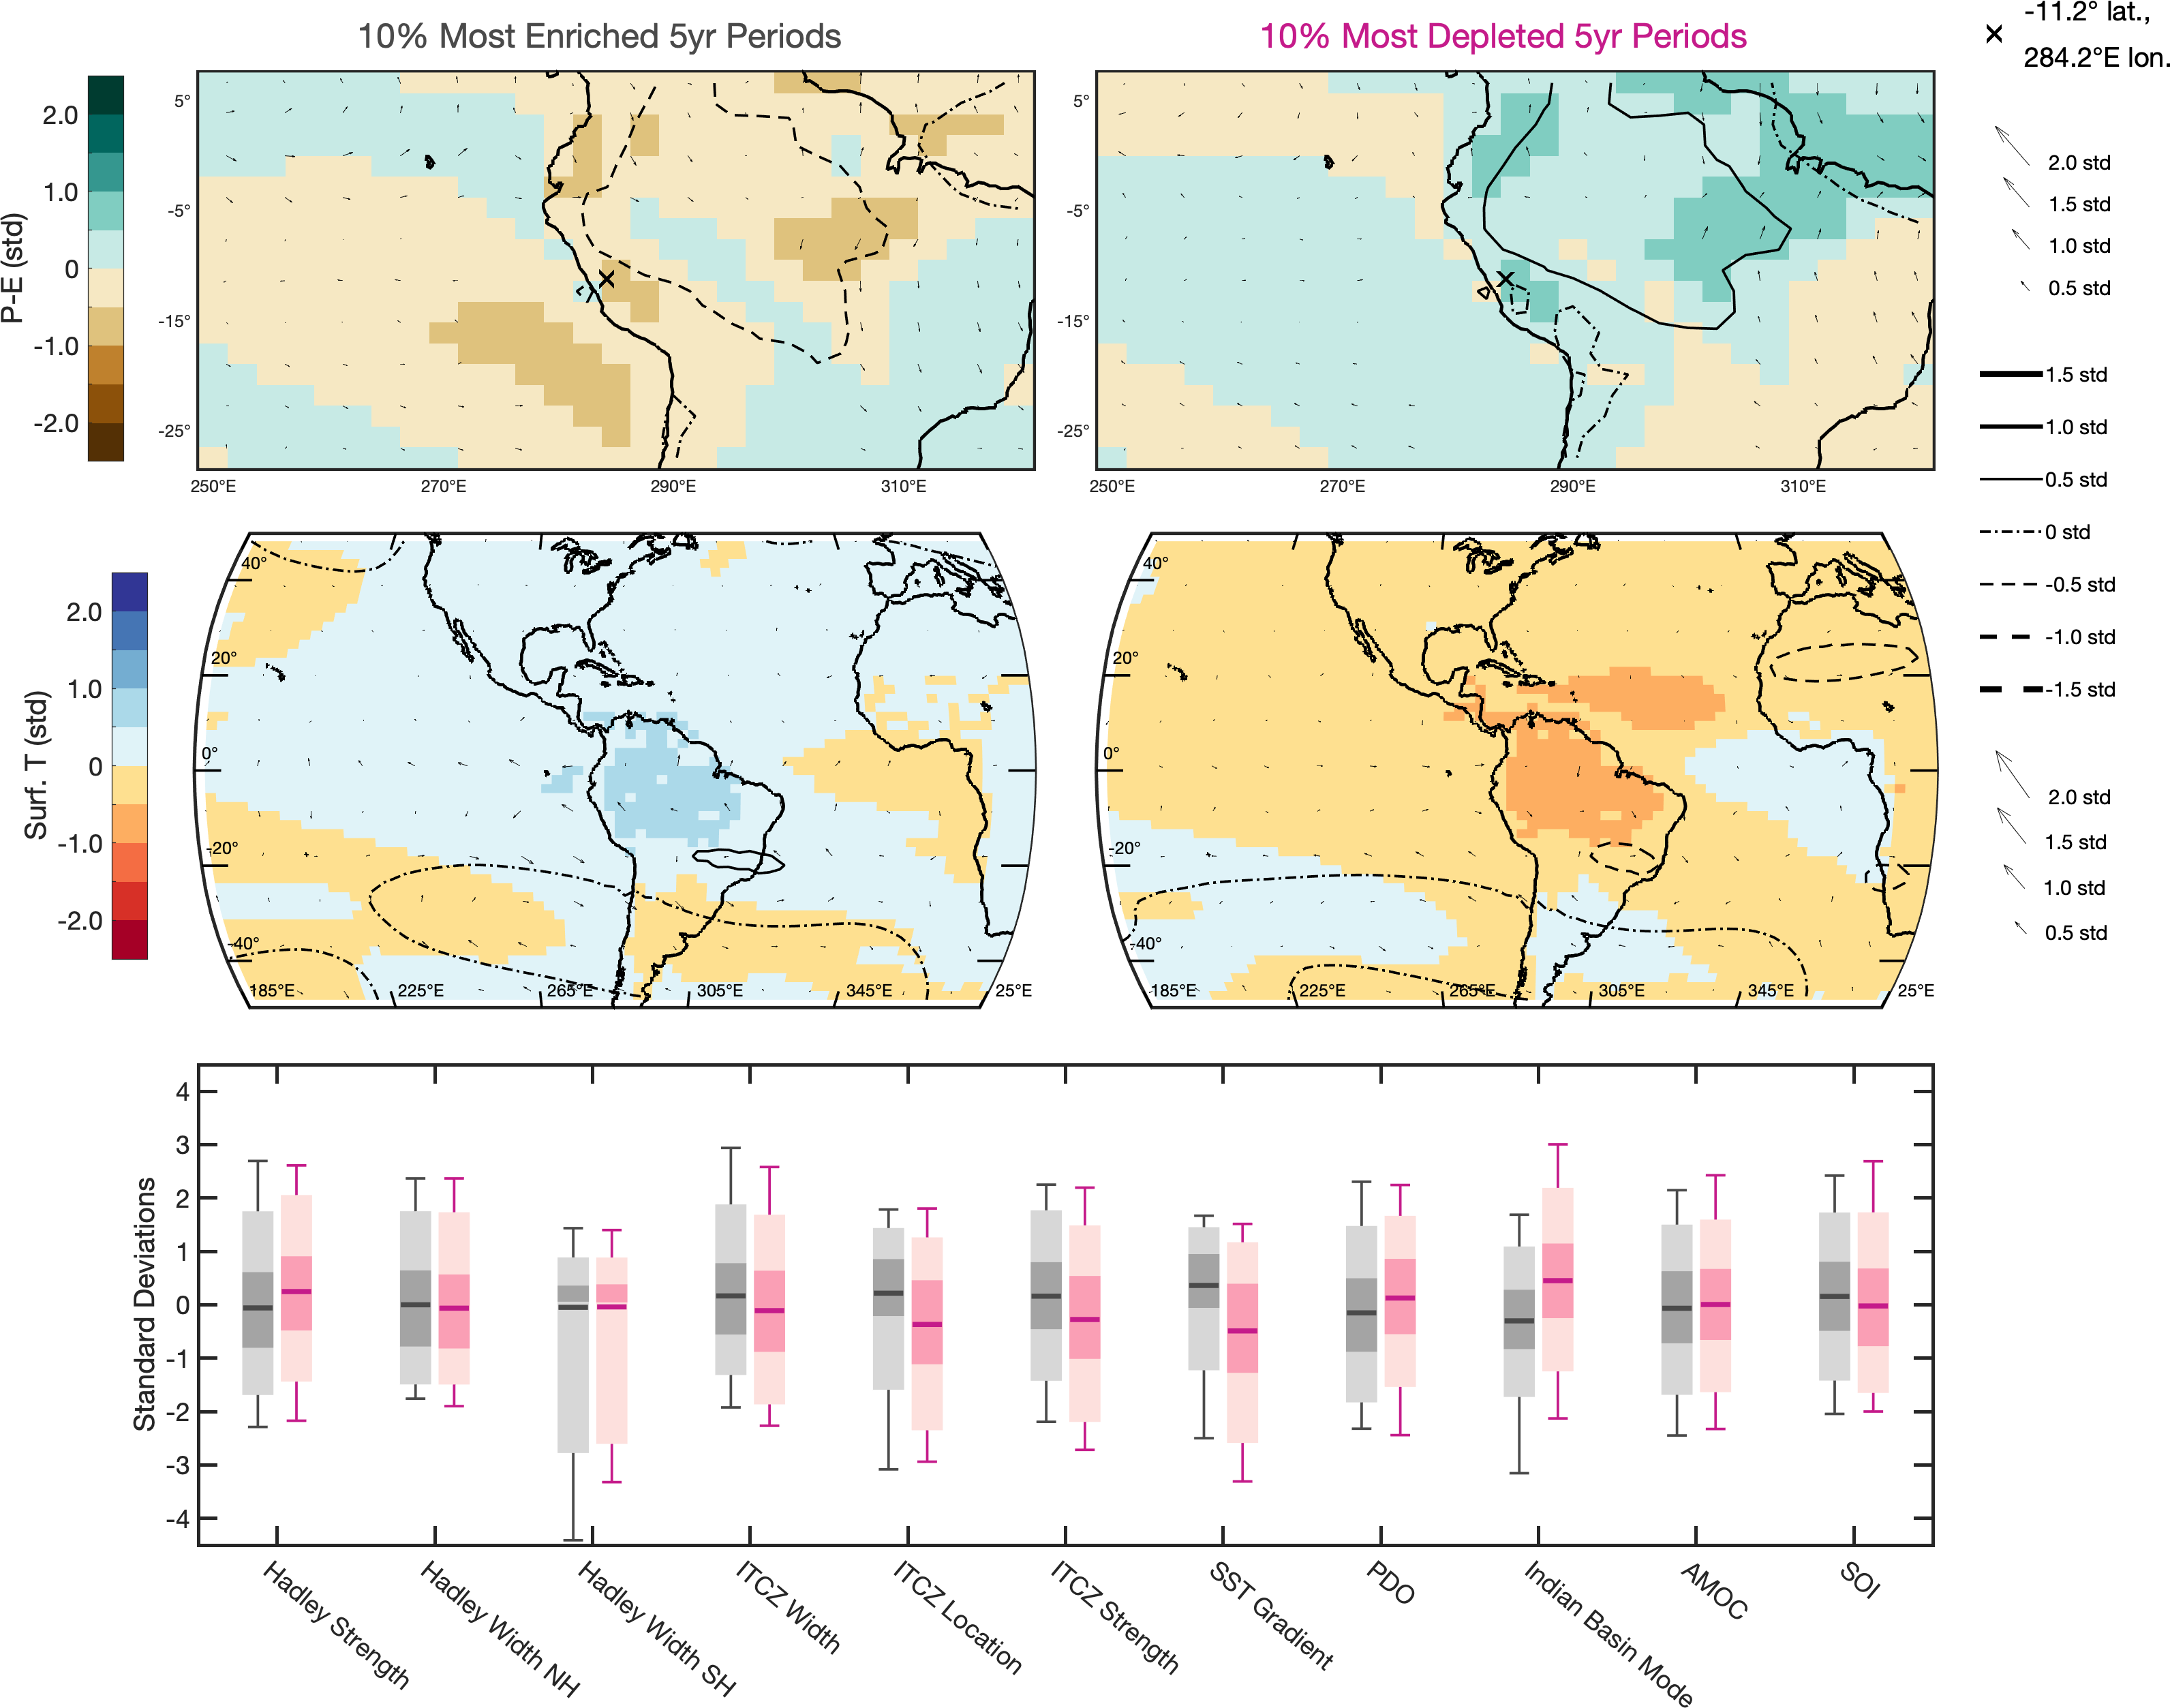 10% Most Enriched 5yr Periods
10% Most Depleted 5yr Periods
-11.2° lat.,
284.2°E lon.
P-E (std)
2.0
1.0
0
-1.0
-2.0
5°
-5°
-15°
-25°
250°E
270°E
290°E
310°E
5°
-5°
-15°
-25°
250°E
270°E
290°E
310°E
2.0 std
1.5 std
1.0 std
0.5 std
1.5 std
1.0 std
0.5 std
0 std
-0.5 std
-1.0 std
-1.5 std
Surf. T (std)
2.0
1.0
0
-1.0
-2.0
40°
20°
0°
-20°
-40°
185°E
225°E
265°E
305°E
345°E
25°E
40°
20°
0°
-20°
-40°
185°E
225°E
265°E
305°E
345°E
25°E
2.0 std
1.5 std
1.0 std
0.5 std
Standard Deviations
4
3
2
1
0
-1
-2
-3
-4
Hadley Strength
Hadley Width NH
Hadley Width SH
ITCZ Width
ITCZ Location
ITCZ Strength
SST Gradient
PDO
Indian Basin Mode
AMOC
SOI